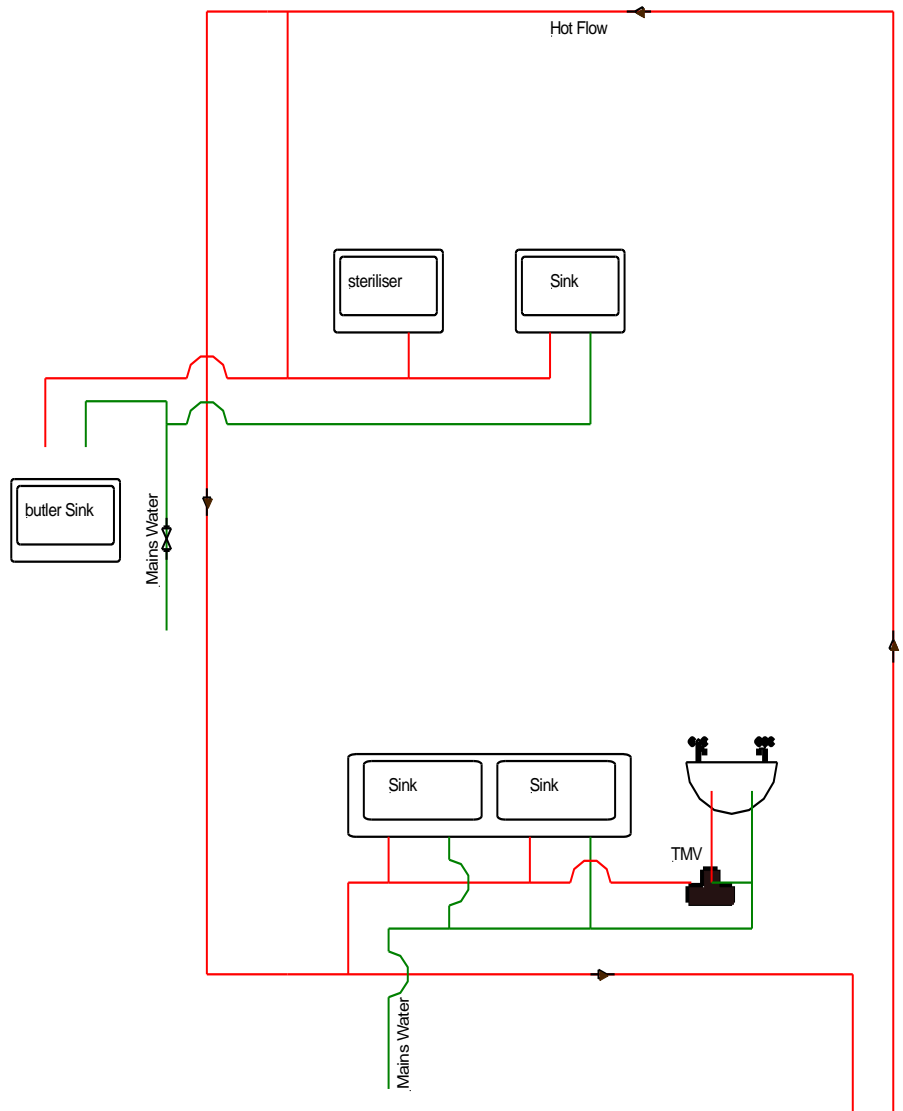 Hot Flow
steriliser
Sink
butler Sink
Mains Water
Sink
Sink
TMV
Mains Water